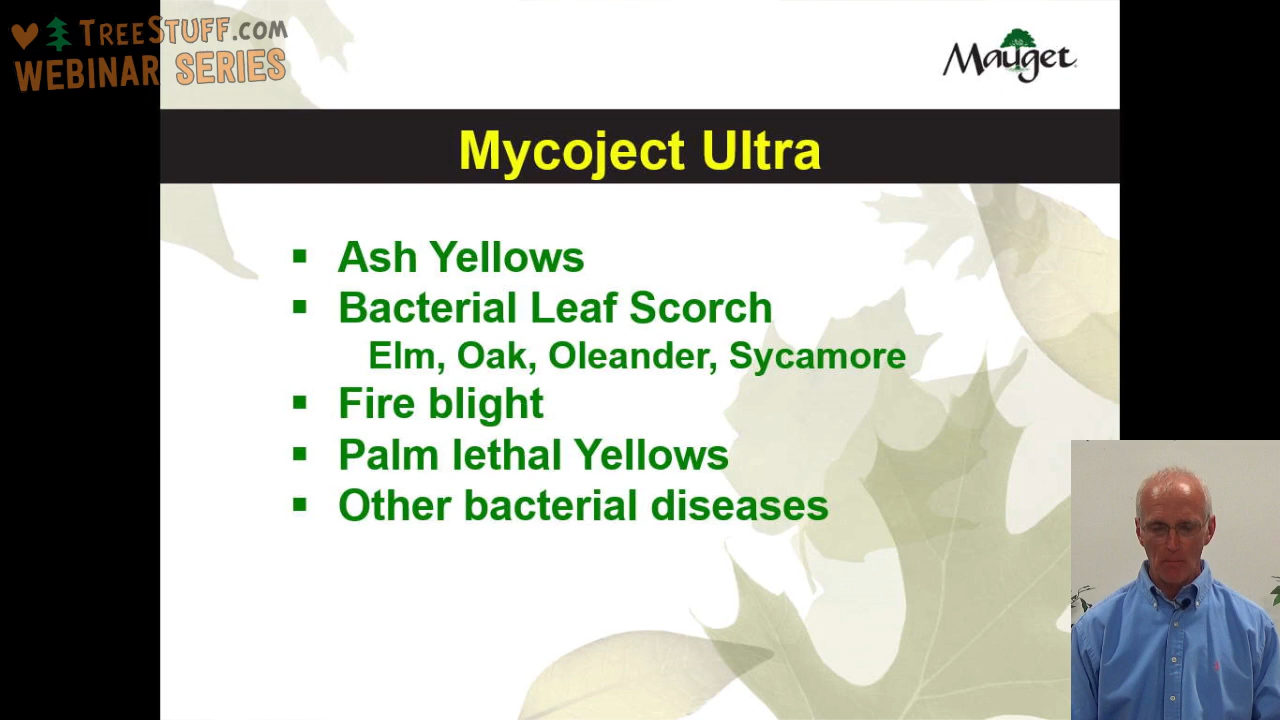 TREESTUFF.COM
WEBINAR SERIES
Mauget
Mycoject Ultra
▪ Ash Yellows
▪ Bacterial Leaf Scorch
Elm, Oak, Oleander, Sycamore
▪ Fire blight
▪ Palm lethal Yellows
▪ Other bacterial diseases